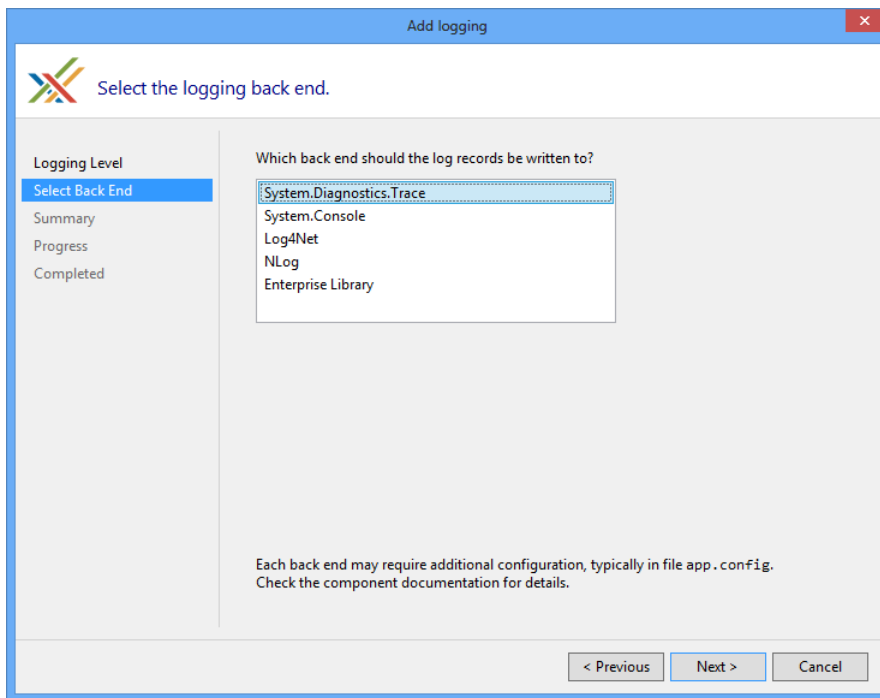 Add logging
Select the logging back end.
Logging Level
Select Back End
Summary
Progress
Completed
Which back end should the log records be written to?
System.Diagnostics.Trace
System.Console
Log4Net
NLog
Enterprise Library
Each back end may require additional configuration, typically in file app.config.
Check the component documentation for details.
< Previous
Next >
Cancel